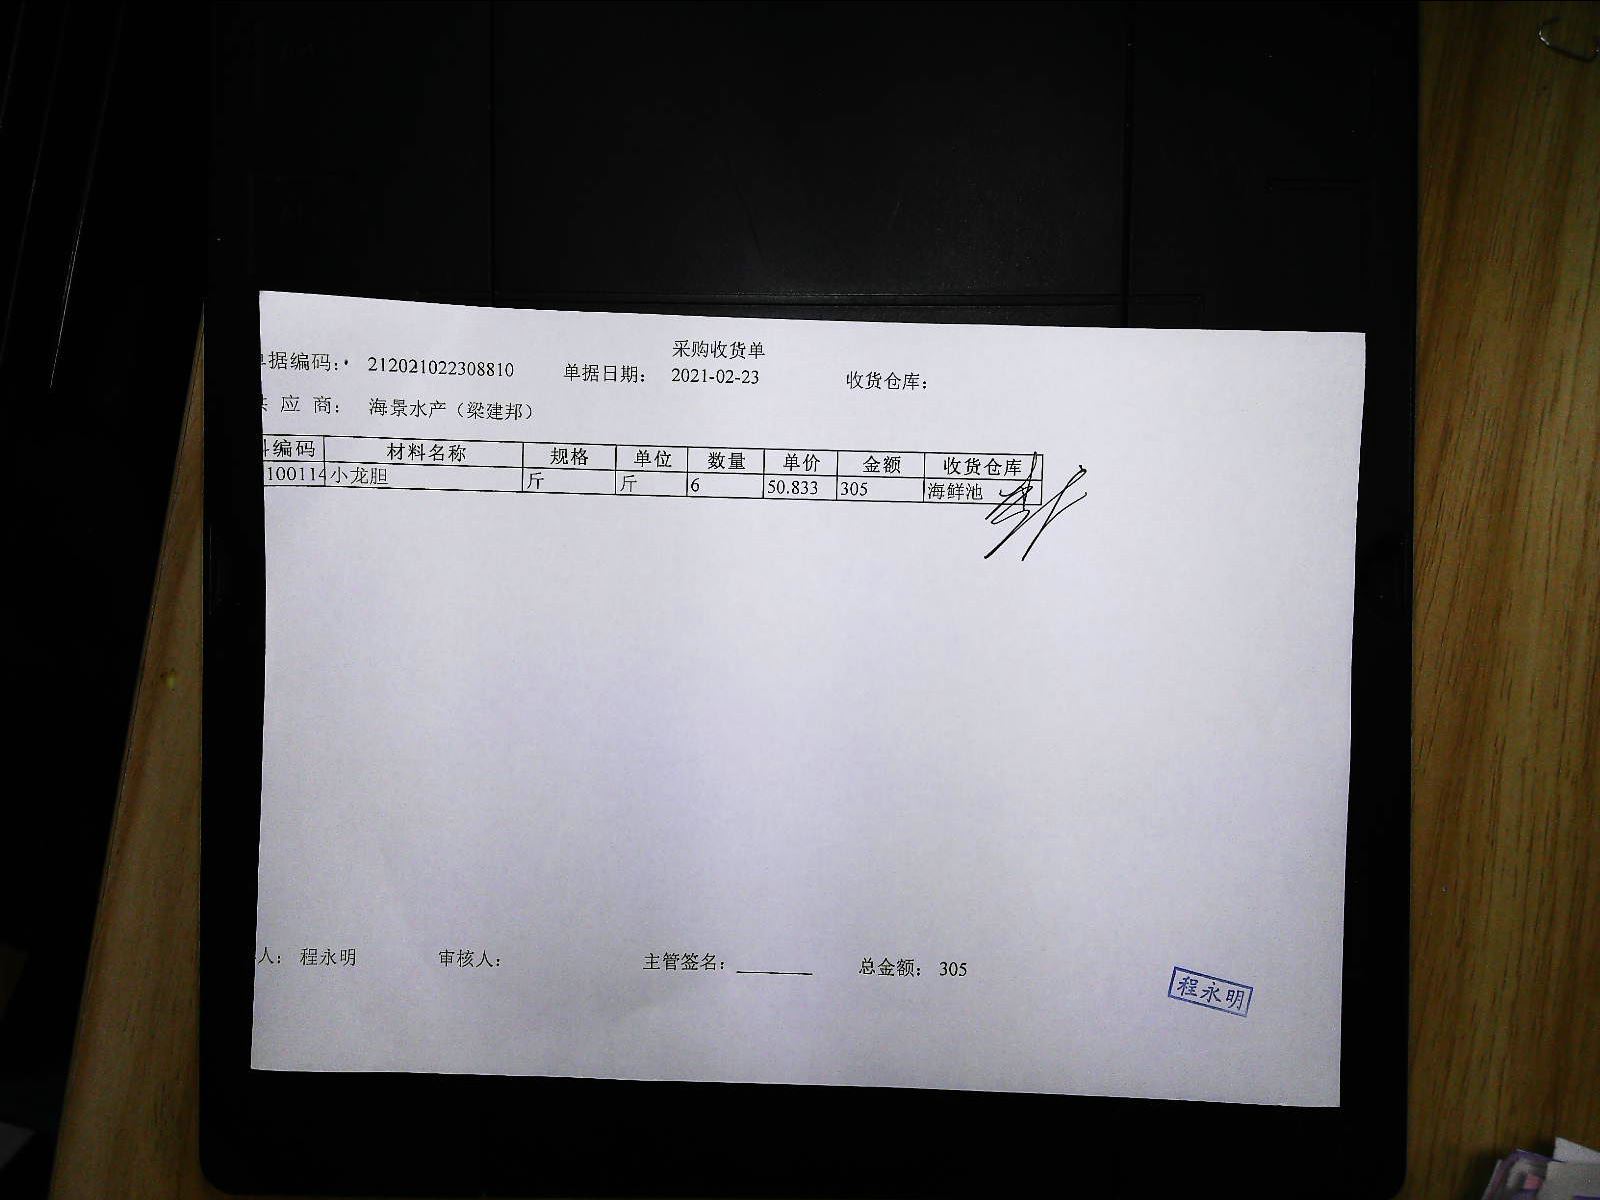 采购收货单
据编码： 212021022308810 单据日期： 2021-02-23 收货仓库：
应 商： 海景水产（梁建邦）
编码 材料名称 规格 单位 数量 单价 金额 收货仓库
100114 小龙胆 斤 斤 6 50.833 305 海鲜池
人： 程永明 审核人： 主管签名： ______ 总金额： 305
程永明